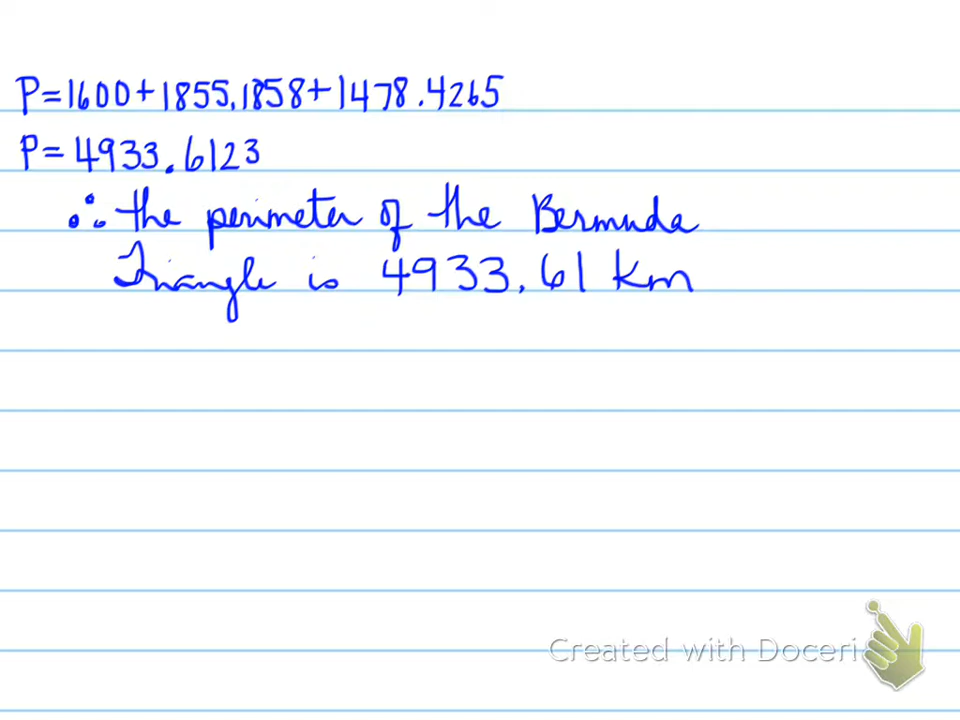 P=1600+1855.1858+1478.4265
P=4933.6123
∴ the perimeter of the Bermuda
Triangle is 4933.61 km
Created with Doceri